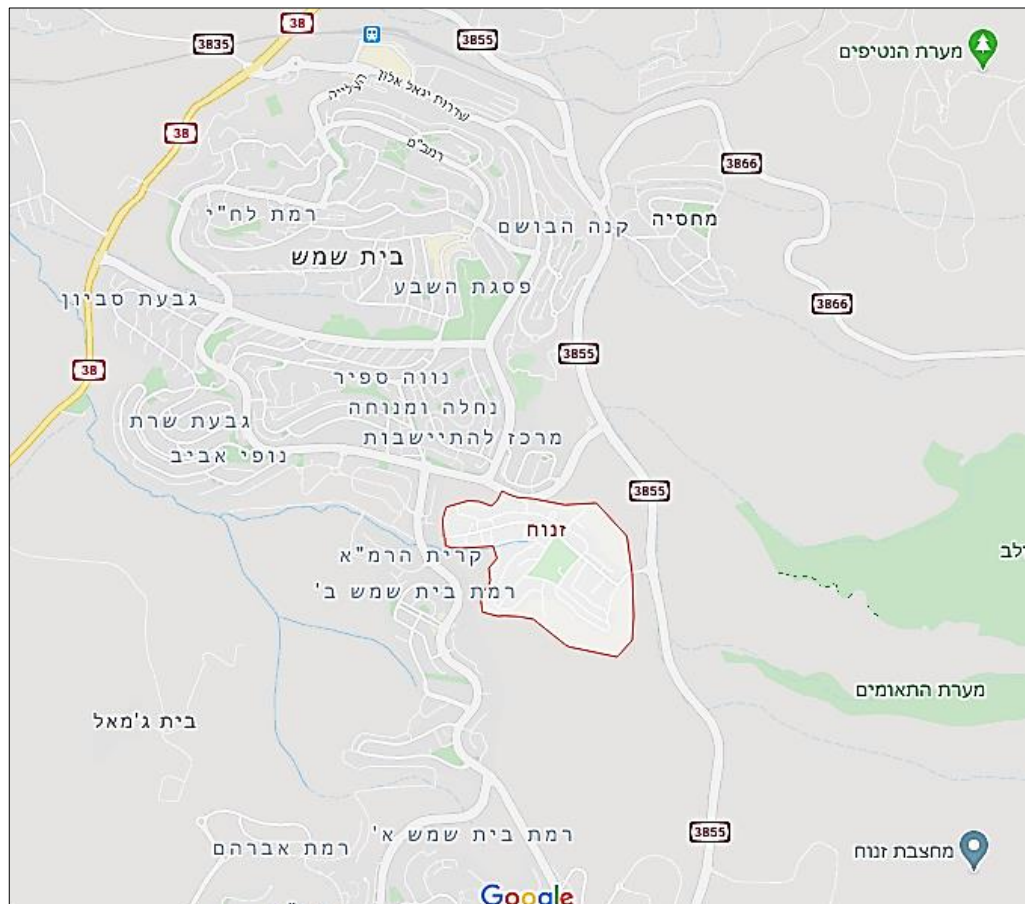 38
3835
3855
מערת הנטיפים
שדרות יגאל אלון
הצלייה
38
רמב"ם
3866
רמת לח"י
קנה הבושם
מחסיה
בית שמש
פסגת השבע
גבעת סביון
3866
3855
38
נווה ספיר
נחלה ומנוחה
גבעת שרת
מרכז להתיישבות
נופי אביב
3855
זנוח
קרית הרמ"א
ילב
רמת בית שמש ב'
מערת התאומים
בית ג'מאל
3855
רמת בית שמש א'
רמת אברהם
מחצבת זנוח
Google